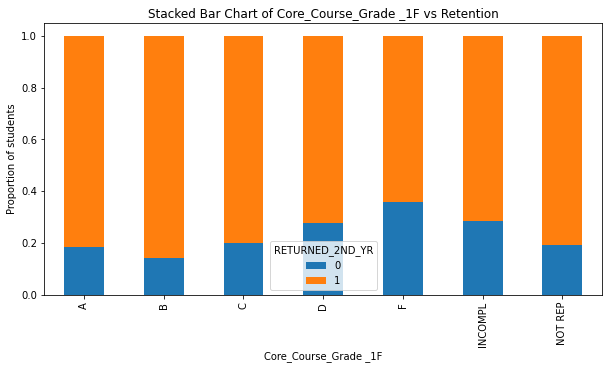 Stacked Bar Chart of Core_Course_Grade _1F vs Retention
Proportion of students
1.0
0.8
0.6
0.4
0.2
0.0
RETURNED_2ND_YR
0
1
A
B
C
D
F
INCOMPL
NOT REP
Core_Course_Grade _1F